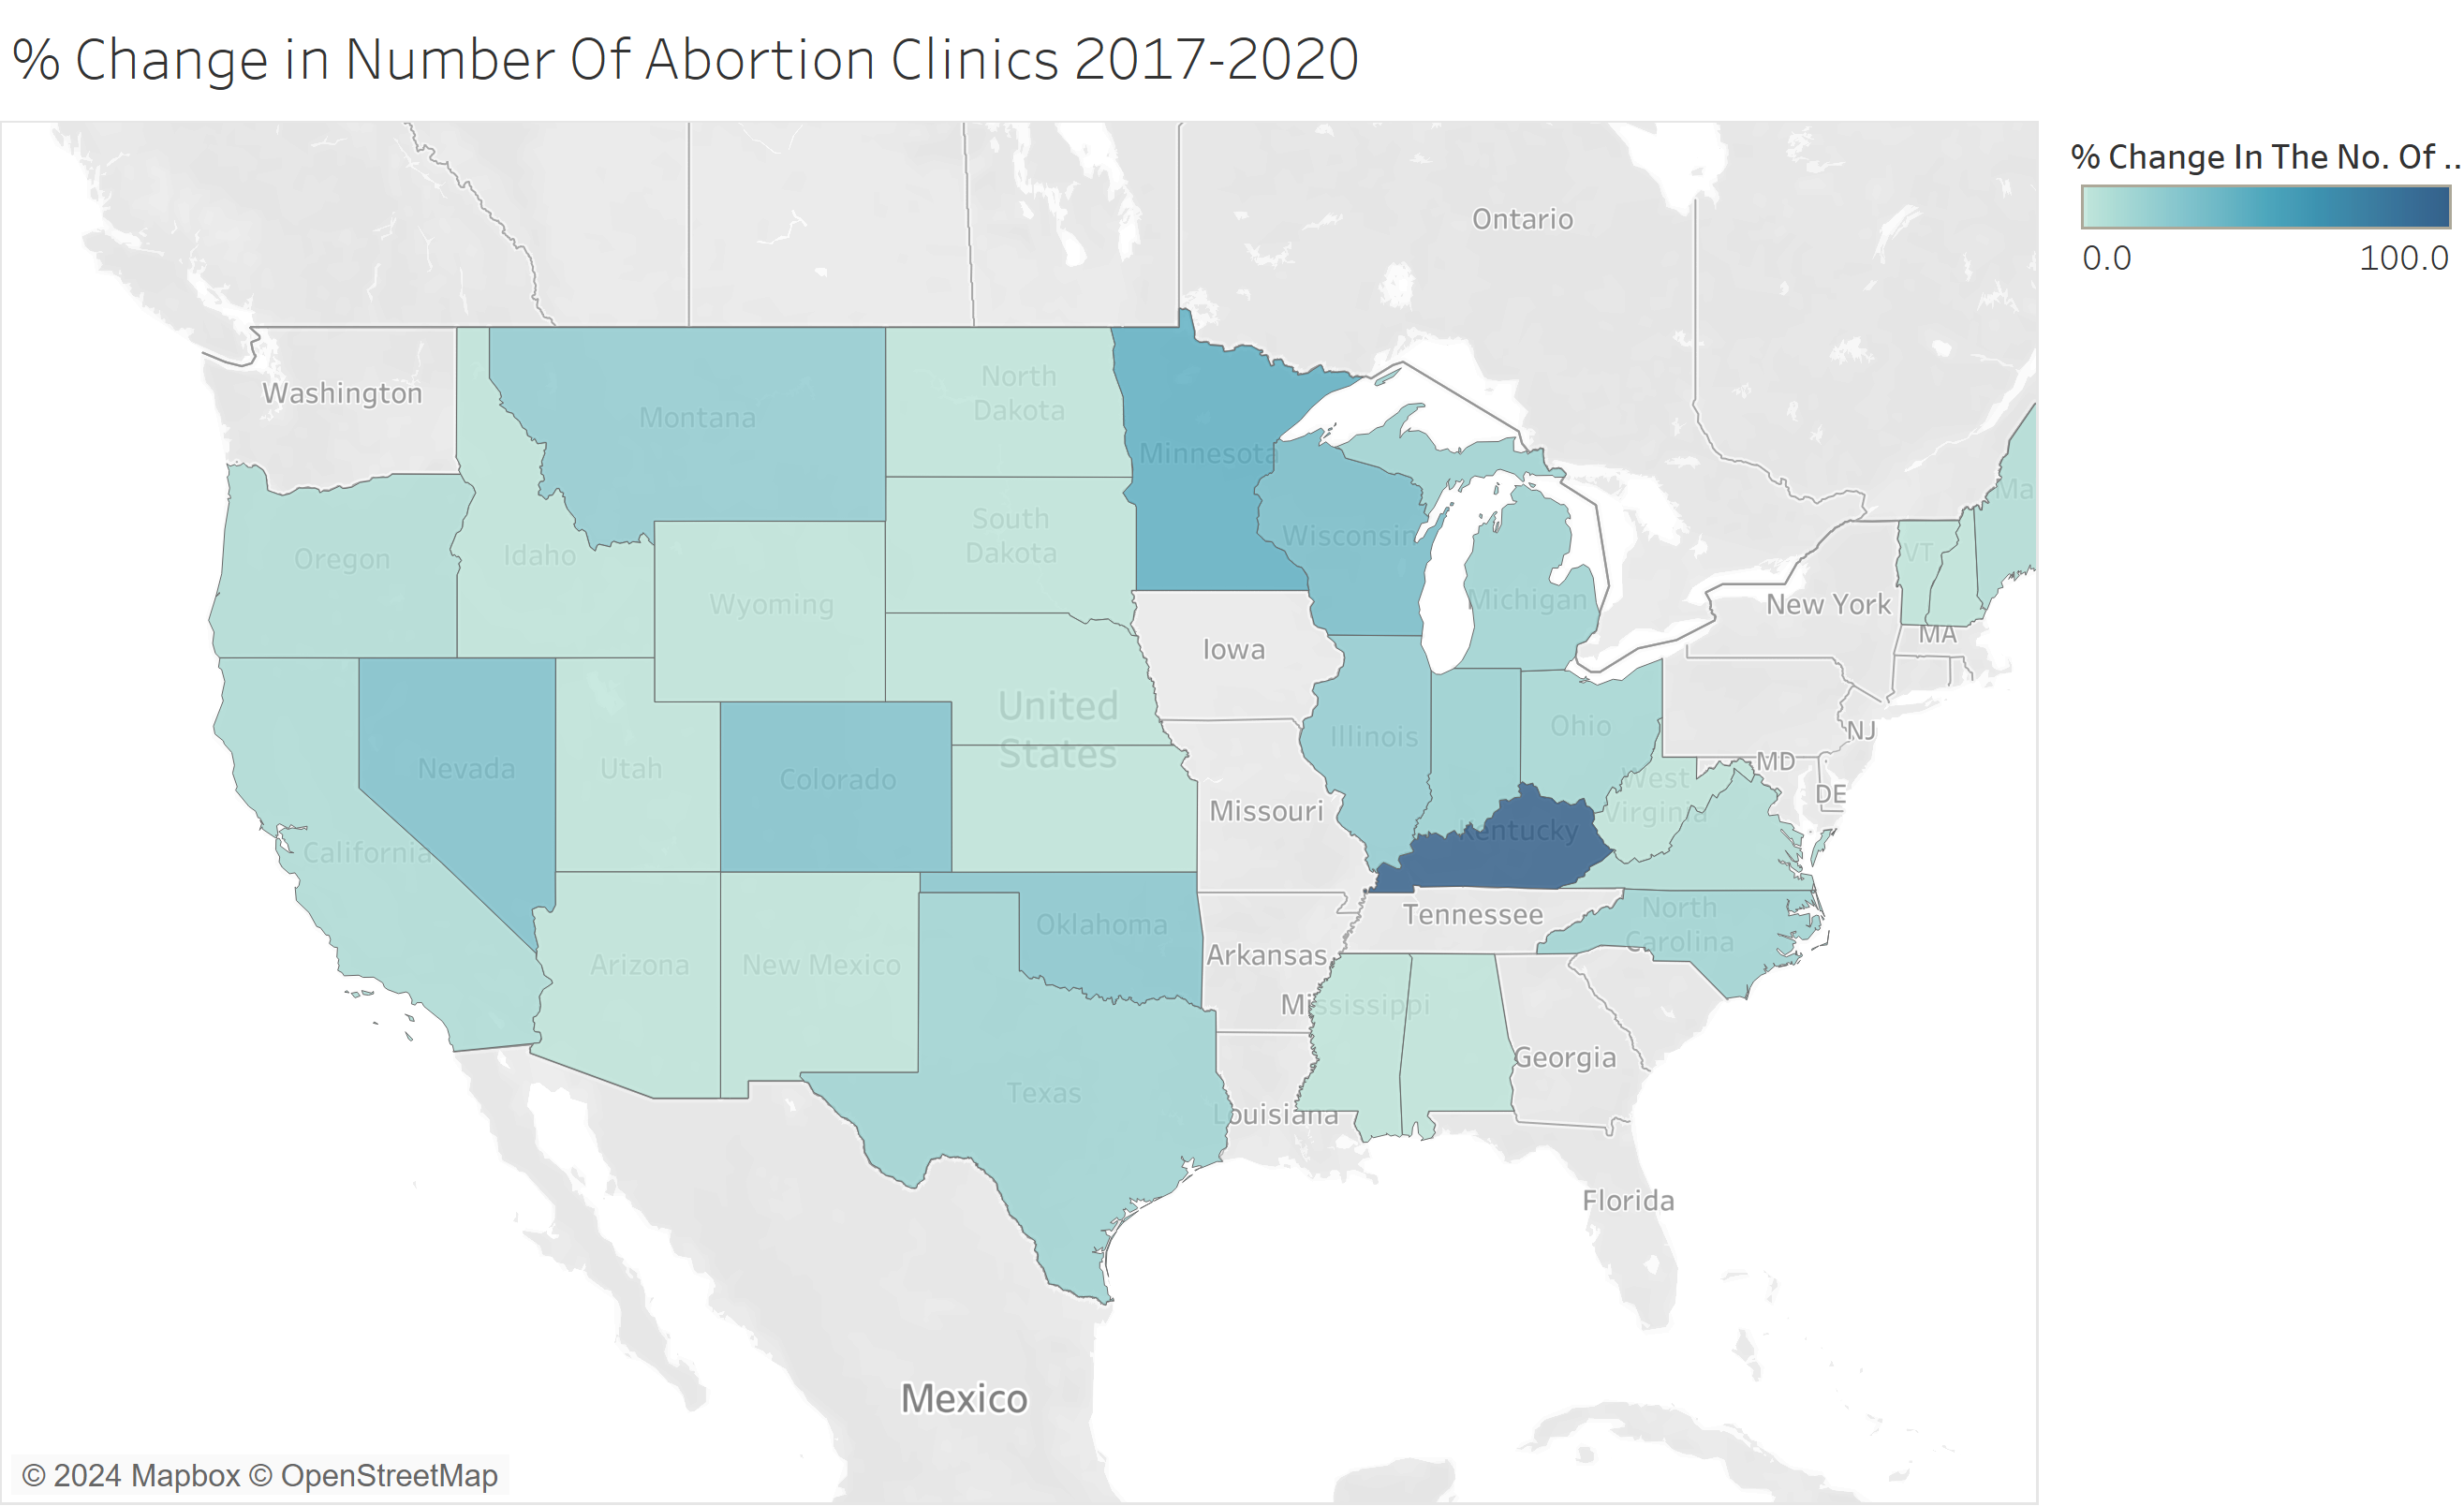 % Change in Number Of Abortion Clinics 2017-2020
% Change In The No. Of ..
0.0 100.0
Ontario
Washington
Montana
North
Dakota
Minnesota
Ma
South
Dakota
Wisconsin
VT
Oregon
Idaho
Wyoming
Michigan
New York
MA
Iowa
United
States
Illinois
Ohio
NJ
Nevada
Utah
Colorado
West
Virginia
MD
DE
Missouri
Kentucky
California
Oklahoma
Tennessee
North
Carolina
Arizona
New Mexico
Arkansas
Mississippi
Texas
Georgia
Louisiana
Florida
Mexico
© 2024 Mapbox © OpenStreetMap